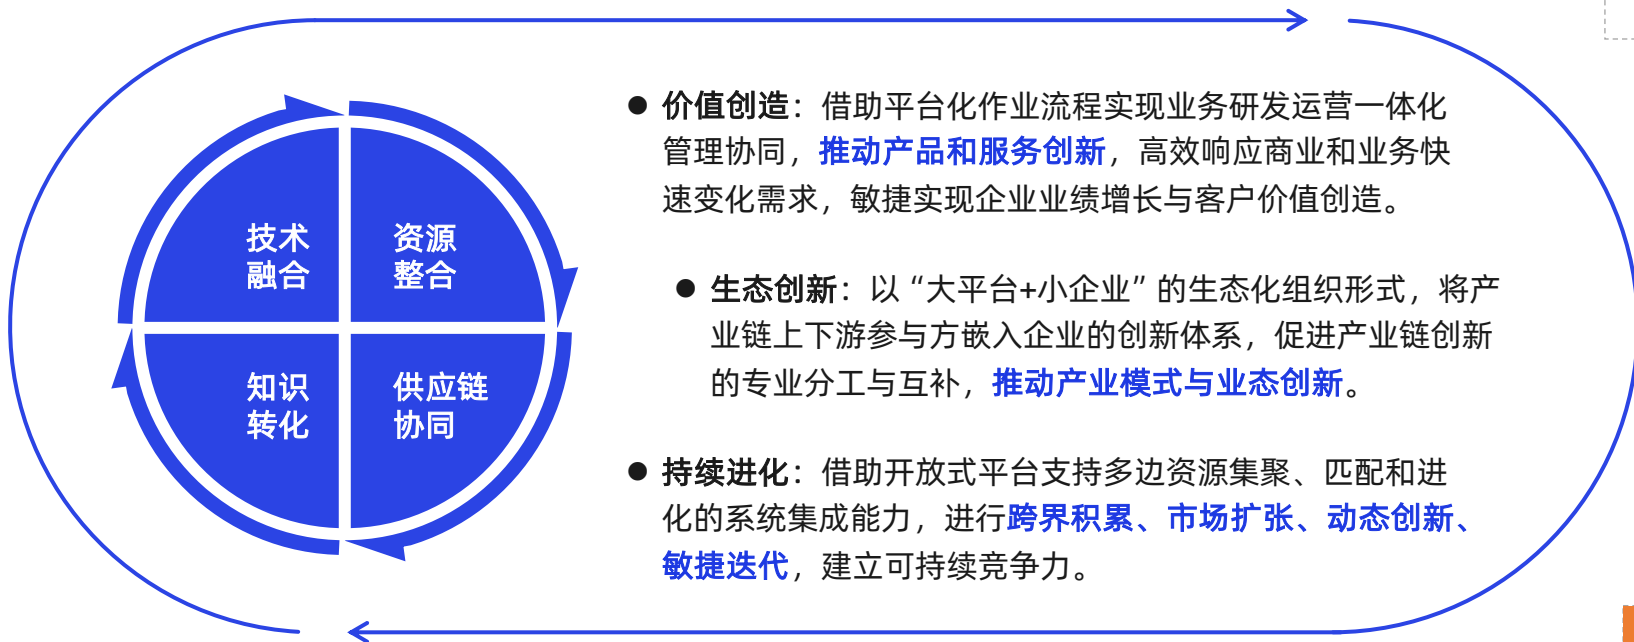 技术
融合
资源
整合
知识
转化
供应链
协同
● 价值创造：借助平台化作业流程实现业务研发运营一体化
管理协同，推动产品和服务创新，高效响应商业和业务快
速变化需求，敏捷实现企业业绩增长与客户价值创造。
● 生态创新：以“大平台+小企业”的生态化组织形式，将产
业链上下游参与方嵌入企业的创新体系，促进产业链创新
的专业分工与互补，推动产业模式与业态创新。
● 持续进化：借助开放式平台支持多边资源集聚、匹配和进
化的系统集成能力，进行跨界积累、市场扩张、动态创新、
敏捷迭代，建立可持续竞争力。